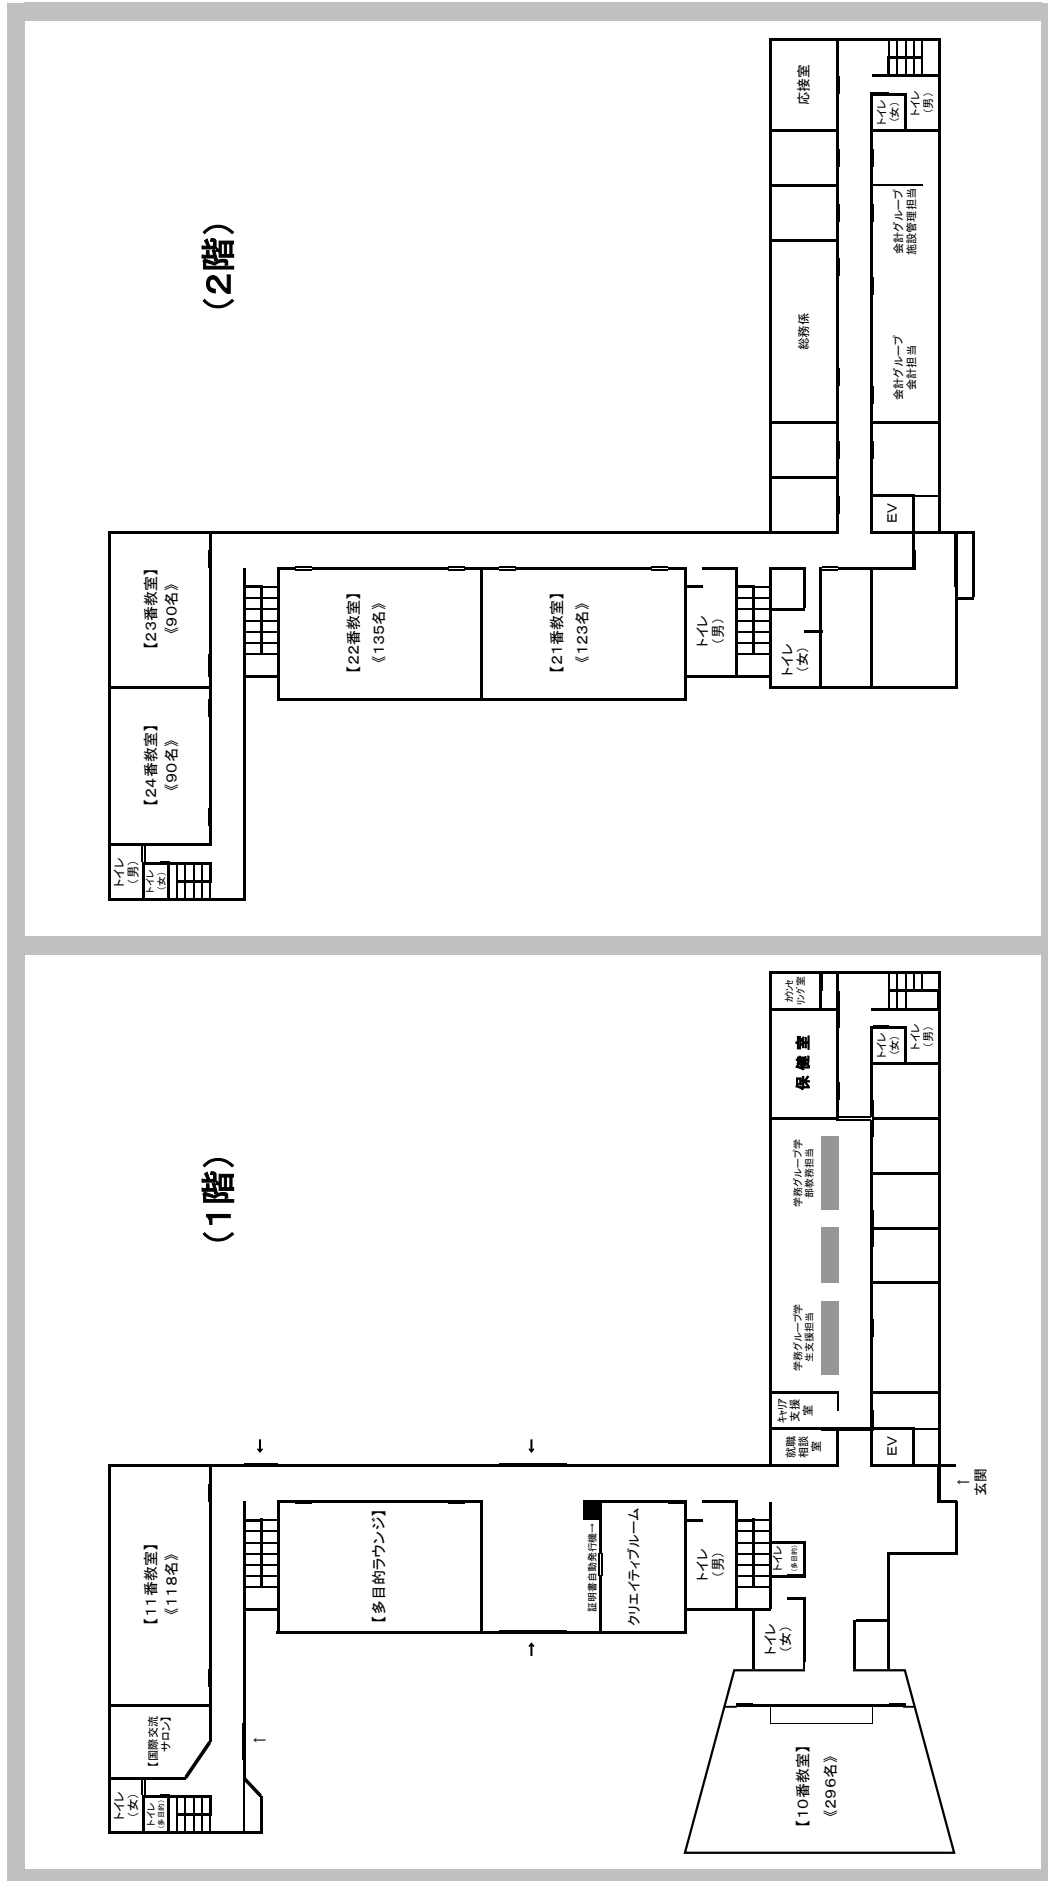 （2階）
応接室
トイレ
（女）
トイレ
（男）
会計グループ
施設管理担当
総務係
会計グループ
会計担当
EV
【23番教室】
《90名》
【24番教室】
《90名》
トイレ
（男）
トイレ
（女）
【22番教室】
《135名》
【21番教室】
《123名》
トイレ
（男）
トイレ
（女）
（1階）
カウンセ
リング室
保健室
トイレ
（女）
トイレ
（男）
学務グループ学
部教務担当
学務グループ学
生支援担当
キャリア
支援
室
就職
相談
室
EV
↑
玄関
【11番教室】
《118名》
【国際交流
サロン】
トイレ
（女）
トイレ
（多目的）
【多目的ラウンジ】
証明書自動発行機→
クリエイティブルーム
トイレ
（男）
トイレ
（多目的）
トイレ
（女）
【10番教室】
《296名》